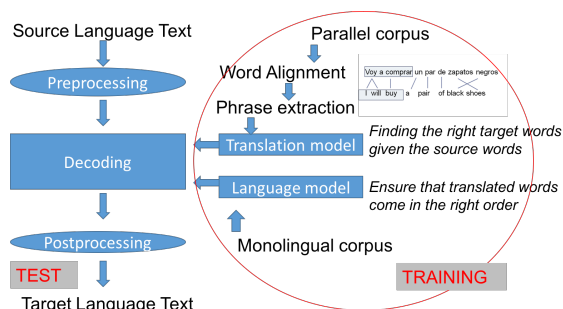 Source Language Text
Preprocessing
Decoding
Postprocessing
TEST
Target Language Text
Parallel corpus
Word Alignment
Phrase extraction
Voy a comprar un par de zapatos negros
I will buy a pair of black shoes
Translation model
Finding the right target words
given the source words
Language model
Ensure that translated words
come in the right order
Monolingual corpus
TRAINING